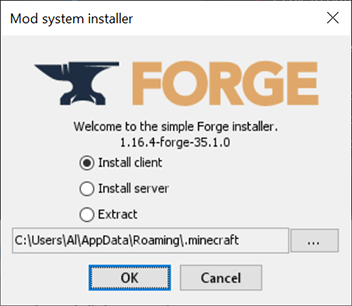 Mod system installer
FORGE
Welcome to the simple Forge installer.
1.16.4-forge-35.1.0
Install client
Install server
Extract
C:\Users\Al\AppData\Roaming\.minecraft
...
OK
Cancel